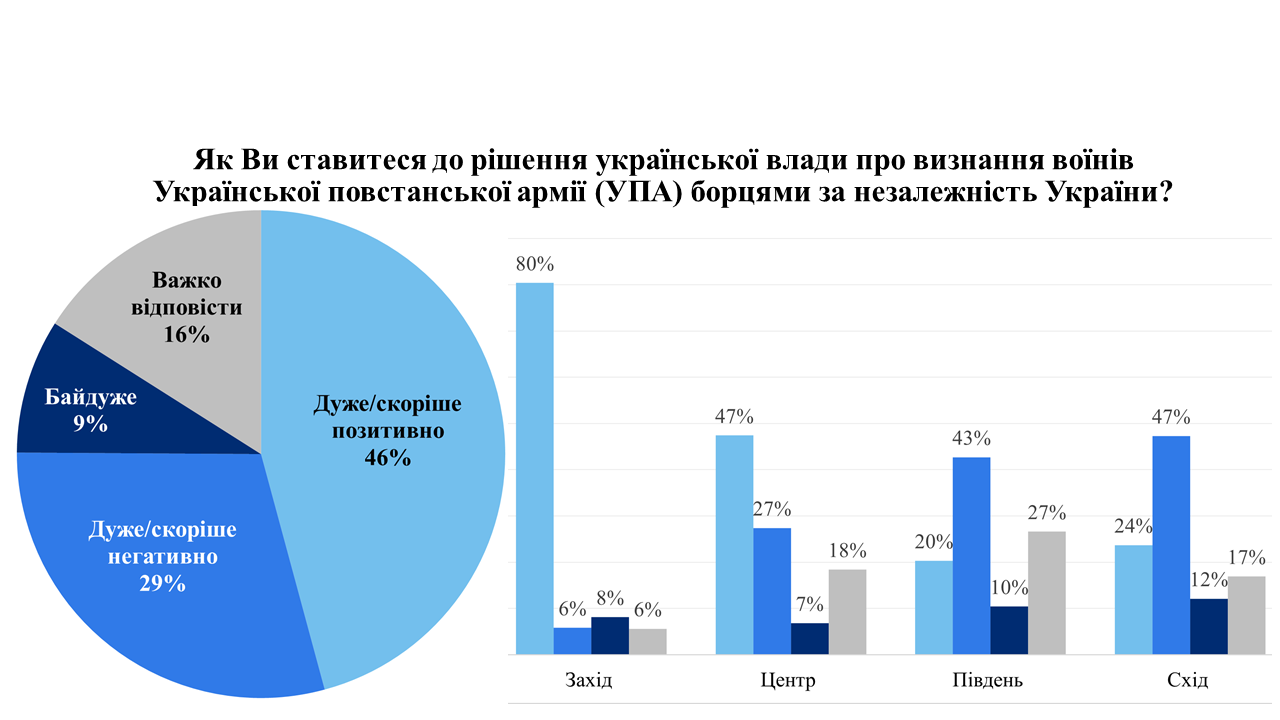 Як Ви ставитеся до рішення української влади про визнання воїнів
Української повстанської армії (УПА) борцями за незалежність України?
Важко
відповісти
16%
Байдуже
9%
Дуже/скоріше
позитивно
46%
Дуже/скоріше
негативно
29%
80%
6%
8%
6%
47%
27%
7%
18%
20%
43%
10%
27%
24%
47%
12%
17%
Захід
Центр
Південь
Схід